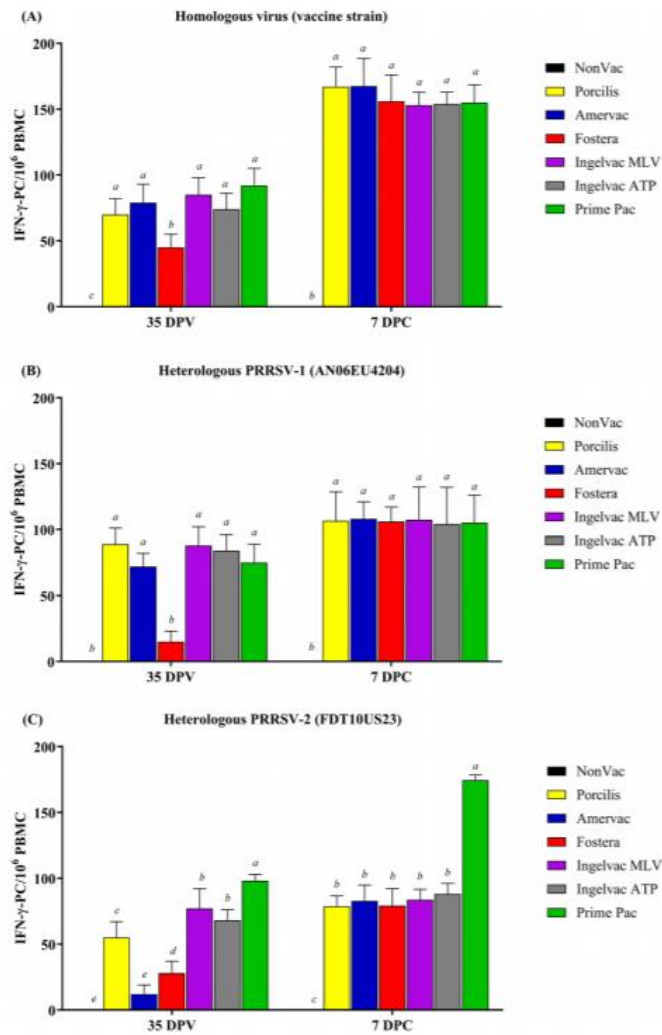 (A) Homologous virus (vaccine strain)
200
150
100
50
0
IFN-γ-PC/10⁶ PBMC
c a a b a a a
b a a a a a a
35 DPV 7 DPC
NonVac
Porcilis
Amervac
Fostera
Ingelvac MLV
Ingelvac ATP
Prime Pac
(B) Heterologous PRRSV-1 (AN06EU4204)
200
150
100
50
0
IFN-γ-PC/10⁶ PBMC
b a a b a a a
b a a a a a a
35 DPV 7 DPC
NonVac
Porcilis
Amervac
Fostera
Ingelvac MLV
Ingelvac ATP
Prime Pac
(C) Heterologous PRRSV-2 (FDT10US23)
200
150
100
50
0
IFN-γ-PC/10⁶ PBMC
e c e d b b a
c b b b b b a
35 DPV 7 DPC
NonVac
Porcilis
Amervac
Fostera
Ingelvac MLV
Ingelvac ATP
Prime Pac